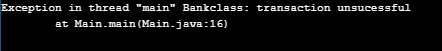 Exception in thread "main" Bankclass: transaction unsucessful
at Main.main(Main.java:16)